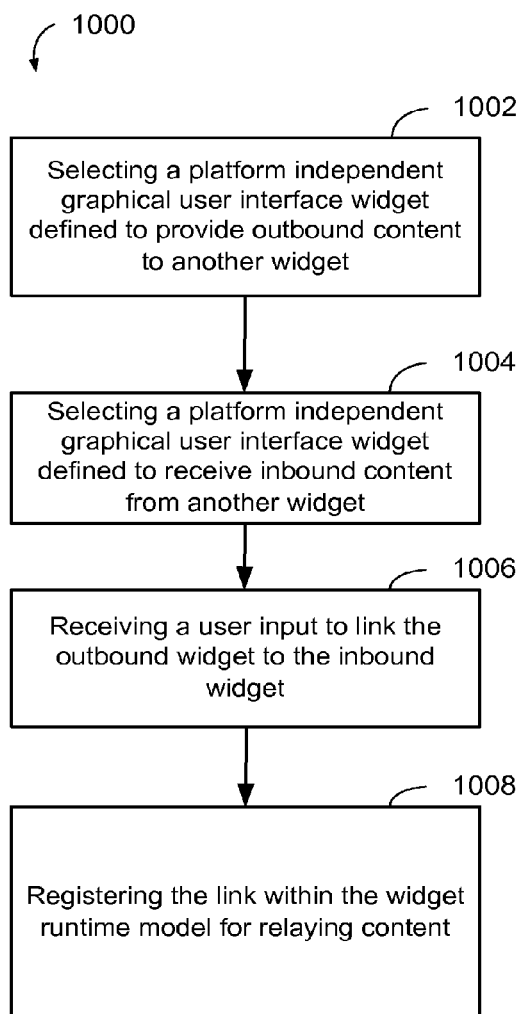 1000
1002
Selecting a platform independent
graphical user interface widget
defined to provide outbound content
to another widget
1004
Selecting a platform independent
graphical user interface widget
defined to receive inbound content
from another widget
1006
Receiving a user input to link the
outbound widget to the inbound
widget
1008
Registering the link within the widget
runtime model for relaying content